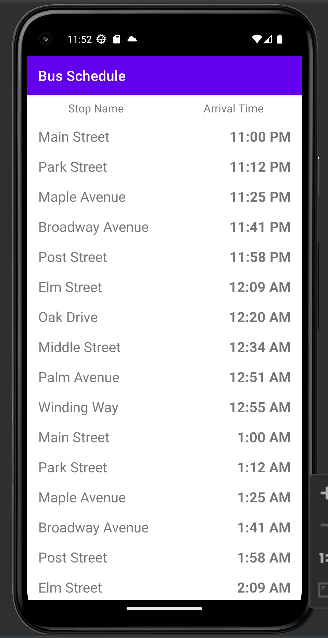 11:52
Bus Schedule
Stop Name Arrival Time
Main Street 11:00 PM
Park Street 11:12 PM
Maple Avenue 11:25 PM
Broadway Avenue 11:41 PM
Post Street 11:58 PM
Elm Street 12:09 AM
Oak Drive 12:20 AM
Middle Street 12:34 AM
Palm Avenue 12:51 AM
Winding Way 12:55 AM
Main Street 1:00 AM
Park Street 1:12 AM
Maple Avenue 1:25 AM
Broadway Avenue 1:41 AM
Post Street 1:58 AM
Elm Street 2:09 AM